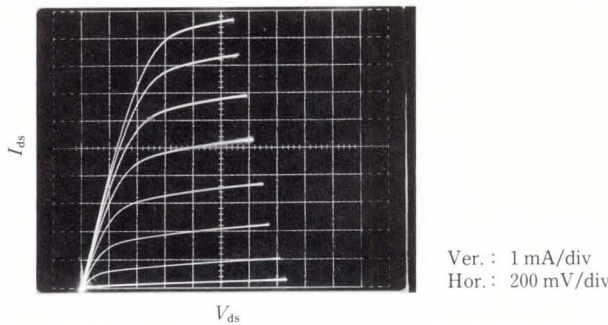 I_ds
V_ds
Ver. : 1 mA/div
Hor. : 200 mV/div